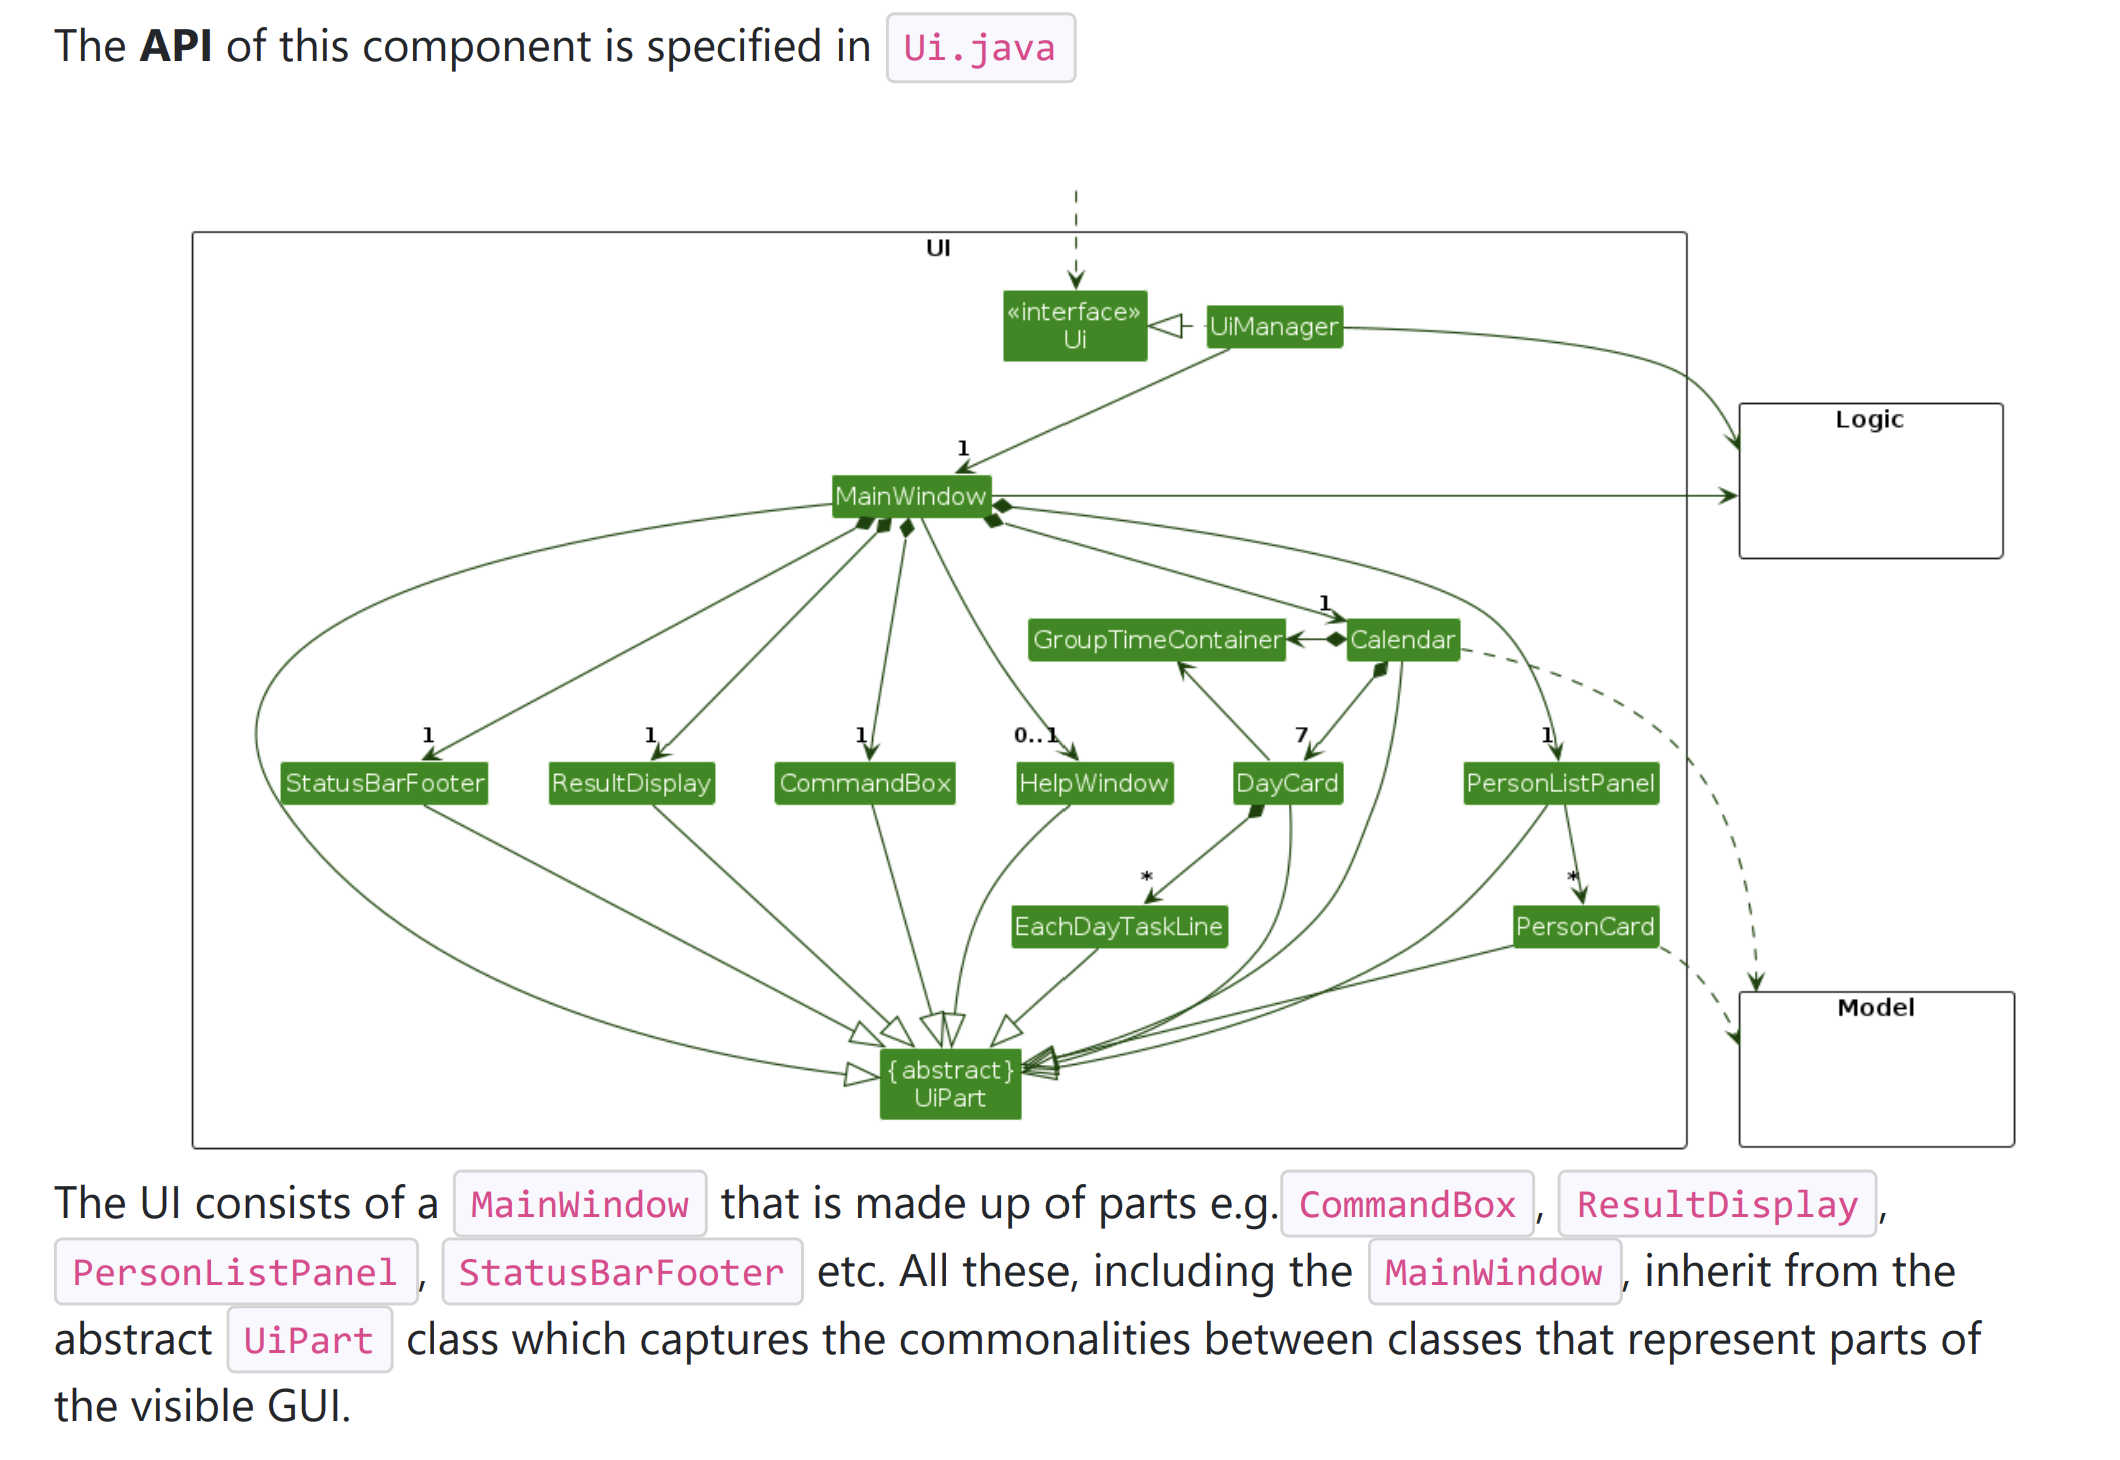 The API of this component is specified in Ui.java
UI
«interface»
Ui
UiManager
Logic
1
MainWindow
1
GroupTimeContainer
Calendar
1
1
1
0..1
7
1
StatusBarFooter
ResultDisplay
CommandBox
HelpWindow
DayCard
PersonListPanel
*
*
EachDayTaskLine
PersonCard
Model
{abstract}
UiPart
The UI consists of a MainWindow that is made up of parts e.g. CommandBox, ResultDisplay,
PersonListPanel, StatusBarFooter etc. All these, including the MainWindow, inherit from the
abstract UiPart class which captures the commonalities between classes that represent parts of
the visible GUI.